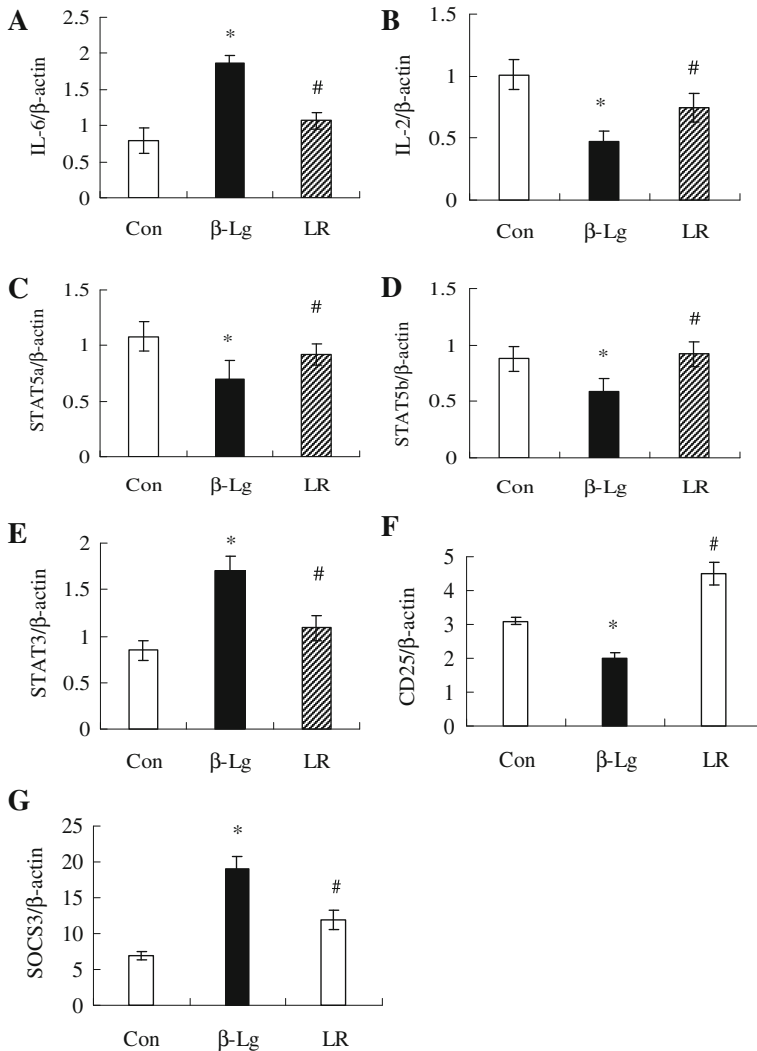 A
IL-6/β-actin
2.5
2
1.5
1
0.5
0
*
#
Con β-Lg LR
B
IL-2/β-actin
1.5
1
0.5
0
*
#
Con β-Lg LR
C
STAT5a/β-actin
1.5
1
0.5
0
*
#
Con β-Lg LR
D
STAT5b/β-actin
1.5
1
0.5
0
*
#
Con β-Lg LR
E
STAT3/β-actin
2
1.5
1
0.5
0
*
#
Con β-Lg LR
F
CD25/β-actin
5
4
3
2
1
0
*
#
Con β-Lg LR
G
SOCS3/β-actin
25
20
15
10
5
0
*
#
Con β-Lg LR